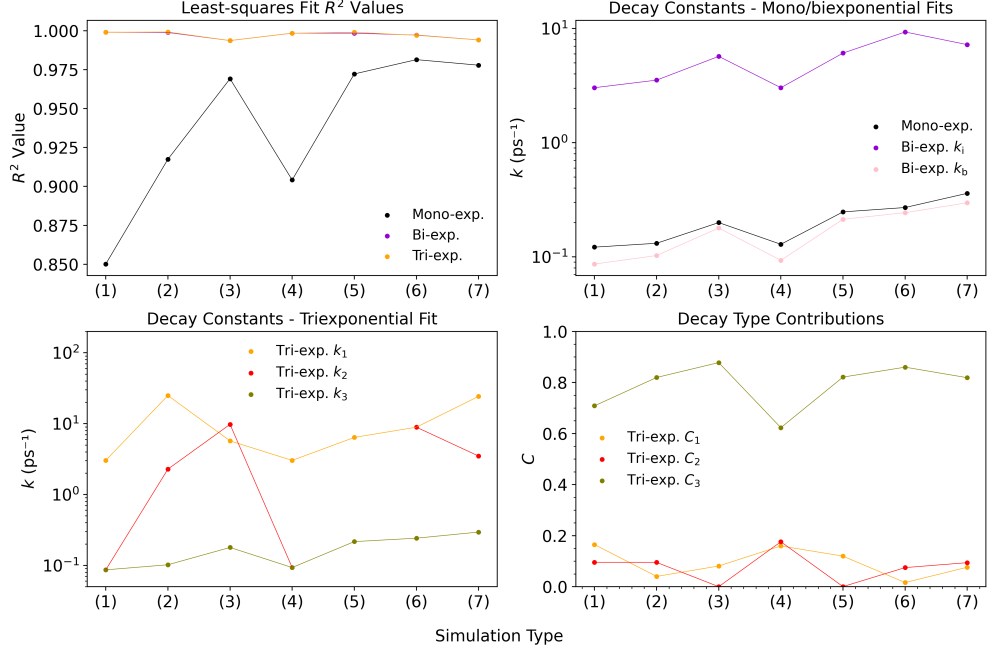 Least-squares Fit R² Values
R² Value
1.000
0.975
0.950
0.925
0.900
0.875
0.850
Mono-exp.
Bi-exp.
Tri-exp.
(1) (2) (3) (4) (5) (6) (7)
Decay Constants - Mono/biexponential Fits
k (ps⁻¹)
10¹
10⁰
10⁻¹
Mono-exp.
Bi-exp. kᵢ
Bi-exp. k_b
(1) (2) (3) (4) (5) (6) (7)
Decay Constants - Triexponential Fit
k (ps⁻¹)
10²
10¹
10⁰
10⁻¹
Tri-exp. k₁
Tri-exp. k₂
Tri-exp. k₃
(1) (2) (3) (4) (5) (6) (7)
Decay Type Contributions
C
1.0
0.8
0.6
0.4
0.2
0.0
Tri-exp. C₁
Tri-exp. C₂
Tri-exp. C₃
(1) (2) (3) (4) (5) (6) (7)
Simulation Type